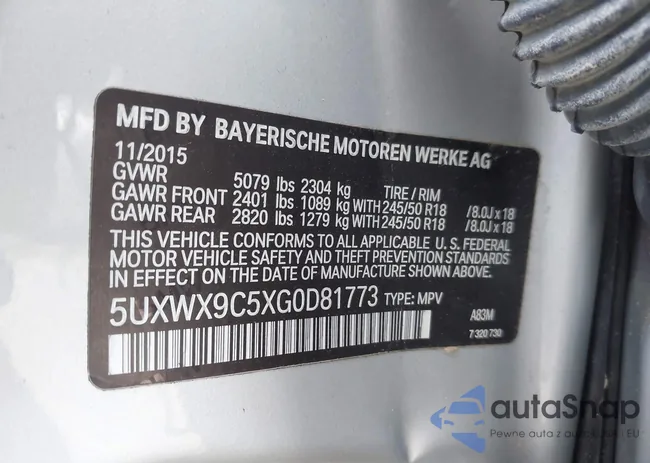 MFD BY BAYERISCHE MOTOREN WERKE AG
11/2015
GVWR 5079 lbs 2304 kg TIRE / RIM
GAWR FRONT 2401 lbs 1089 kg WITH 245/50 R18 /8.0J x 18
GAWR REAR 2820 lbs 1279 kg WITH 245/50 R18 /8.0J x 18
THIS VEHICLE CONFORMS TO ALL APPLICABLE U.S. FEDERAL
MOTOR VEHICLE SAFETY AND THEFT PREVENTION STANDARDS
IN EFFECT ON THE DATE OF MANUFACTURE SHOWN ABOVE.
5UXWX9C5XG0D81773 TYPE: MPV A83M
7 320 730
autaSnap
Pewne auta z EU